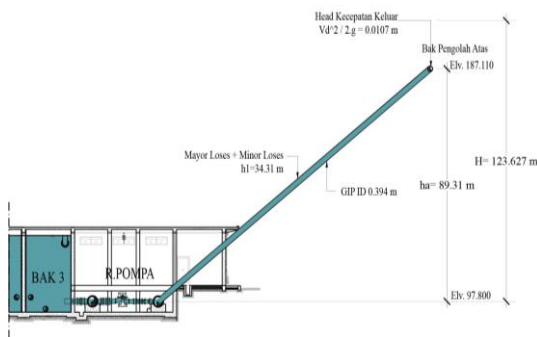 Head Kecepatan Keluar
Vd^2 / 2.g = 0.0107 m
Bak Pengolah Atas
Elv. 187.110
Mayor Loses + Minor Loses
h1=34.31 m
H= 123.627 m
GIP ID 0.394 m
ha= 89.31 m
BAK 3
R.POMPA
Elv. 97.800